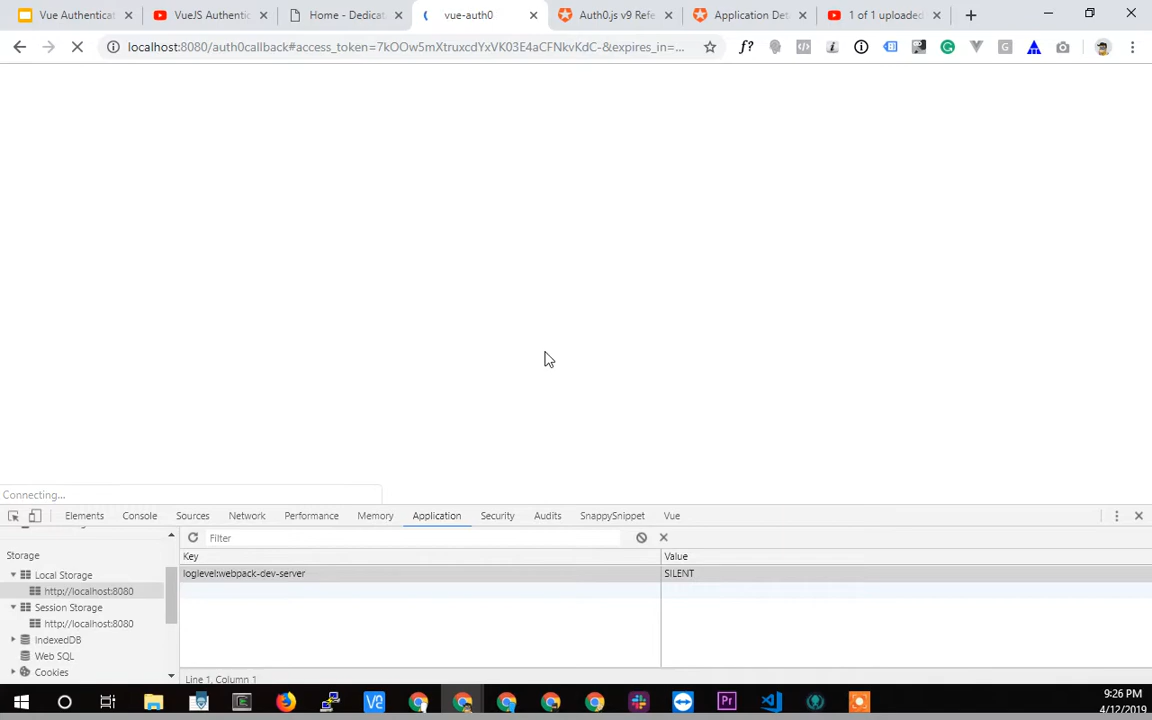 Vue Authenticat
VueJS Authentic
Home - Dedicat
vue-auth0
Auth0.js v9 Refe
Application Det
1 of 1 uploaded
localhost:8080/auth0callback#access_token=7kOOw5mXtruxcdYxVK03E4aCFNkvKdC-&expires_in=...
f?
Connecting...
Elements
Console
Sources
Network
Performance
Memory
Application
Security
Audits
SnappySnippet
Vue
Filter
Storage
Key
Value
Local Storage
loglevel:webpack-dev-server
SILENT
http://localhost:8080
Session Storage
http://localhost:8080
IndexedDB
Web SQL
Cookies
Line 1, Column 1
9:26 PM
4/12/2019